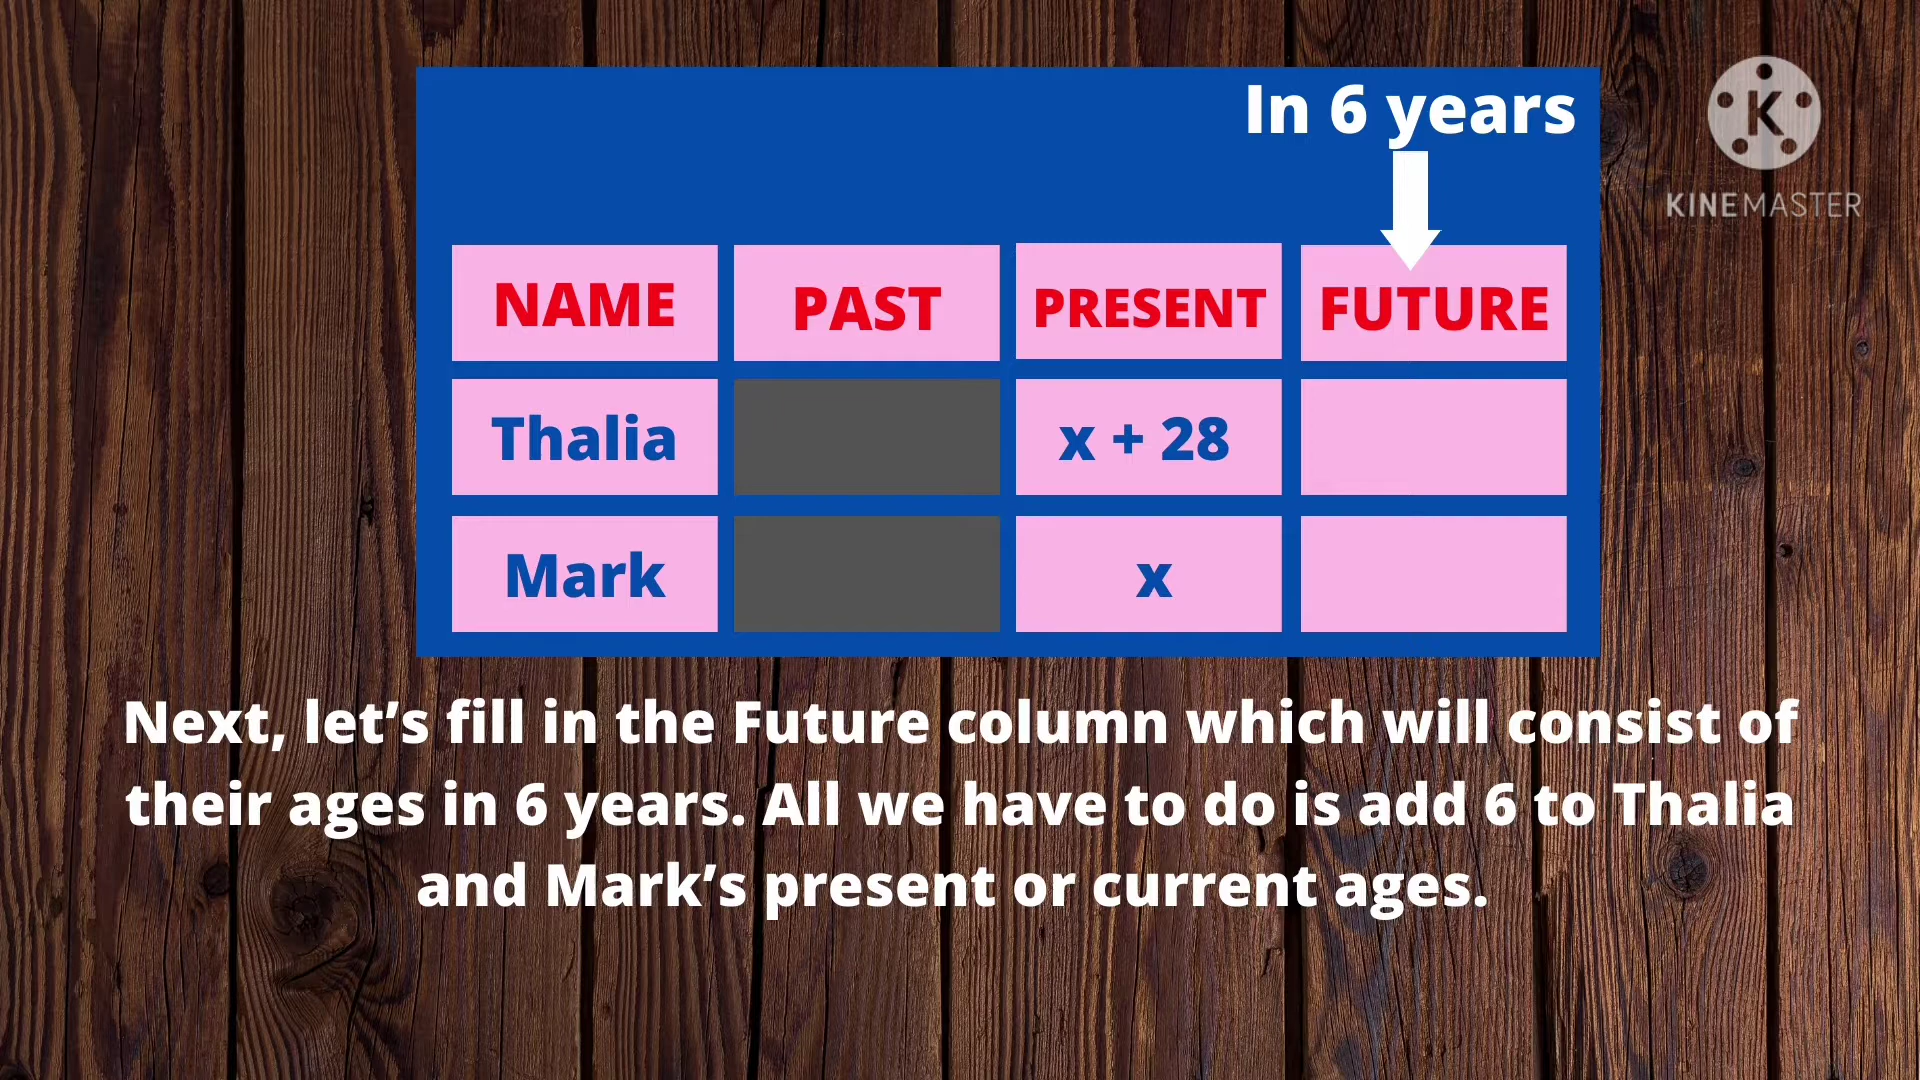 In 6 years
K
KINEMASTER
NAME PAST PRESENT FUTURE
Thalia x + 28
Mark x
Next, let’s fill in the Future column which will consist of
their ages in 6 years. All we have to do is add 6 to Thalia
and Mark’s present or current ages.